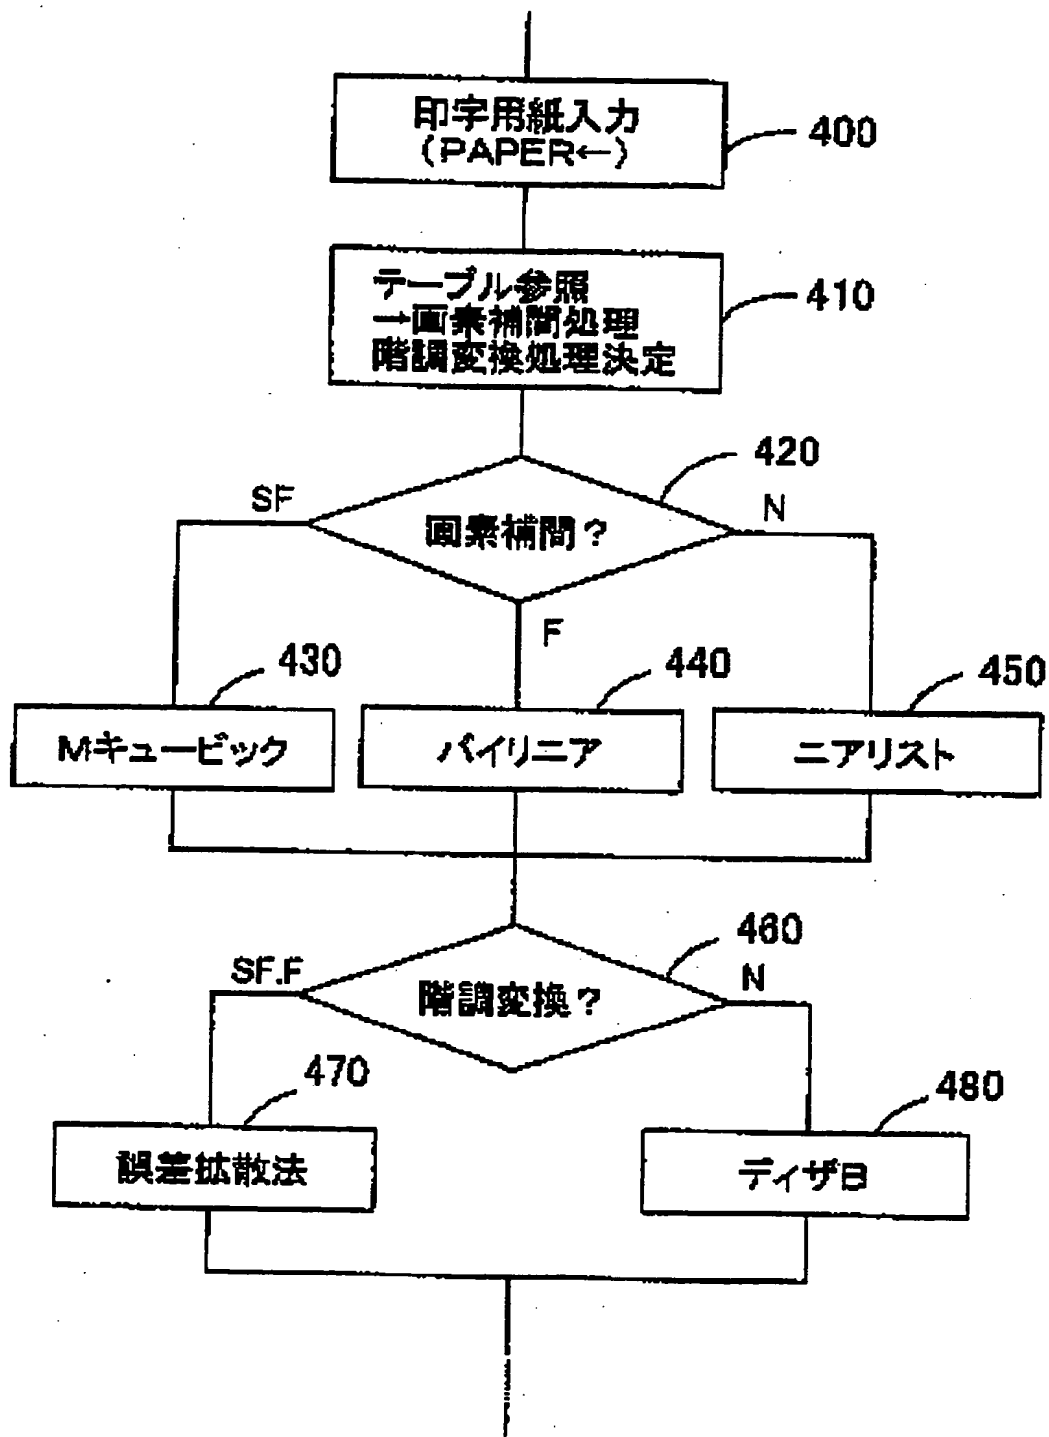 印字用紙入力
(PAPER←)
400
テーブル参照
→画素補間処理
階調変換処理決定
410
420
SF
画素補間?
N
F
430
440
450
Mキュービック
バイリニア
ニアリスト
460
SF.F
階調変換?
N
470
480
誤差拡散法
ディザB